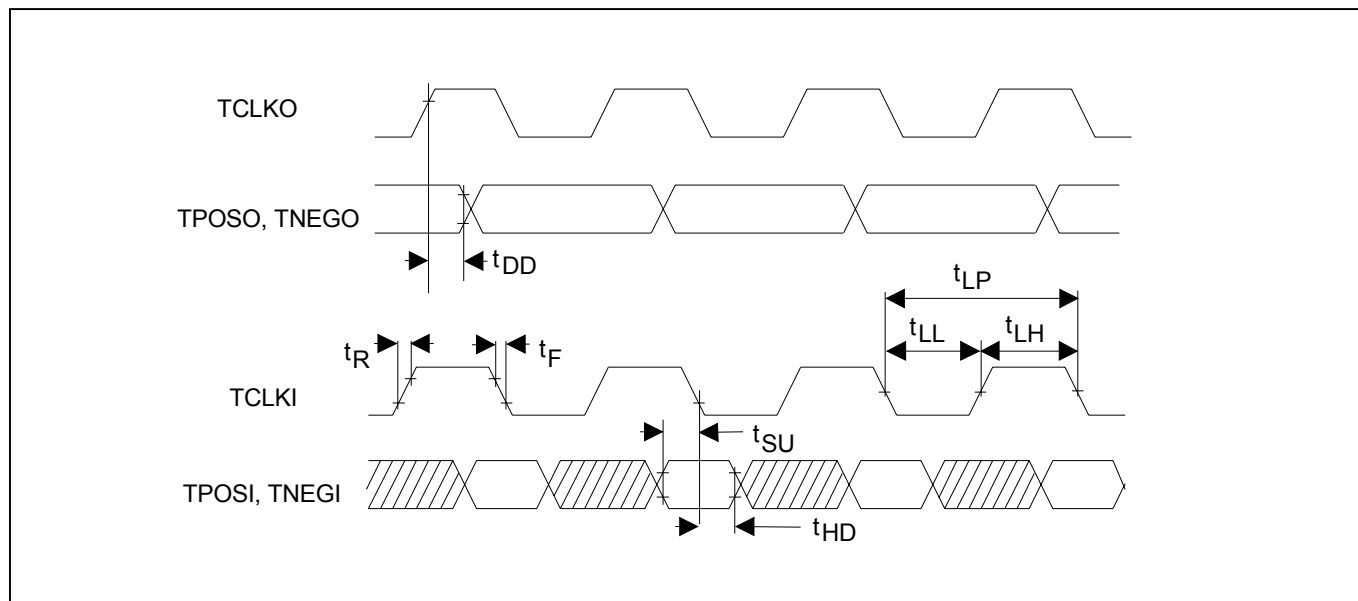 TCLKO
TPOSO, TNEGO
tDD
tLP
tLL tLH
tR tF
TCLKI
tSU
TPOSI, TNEGI
tHD